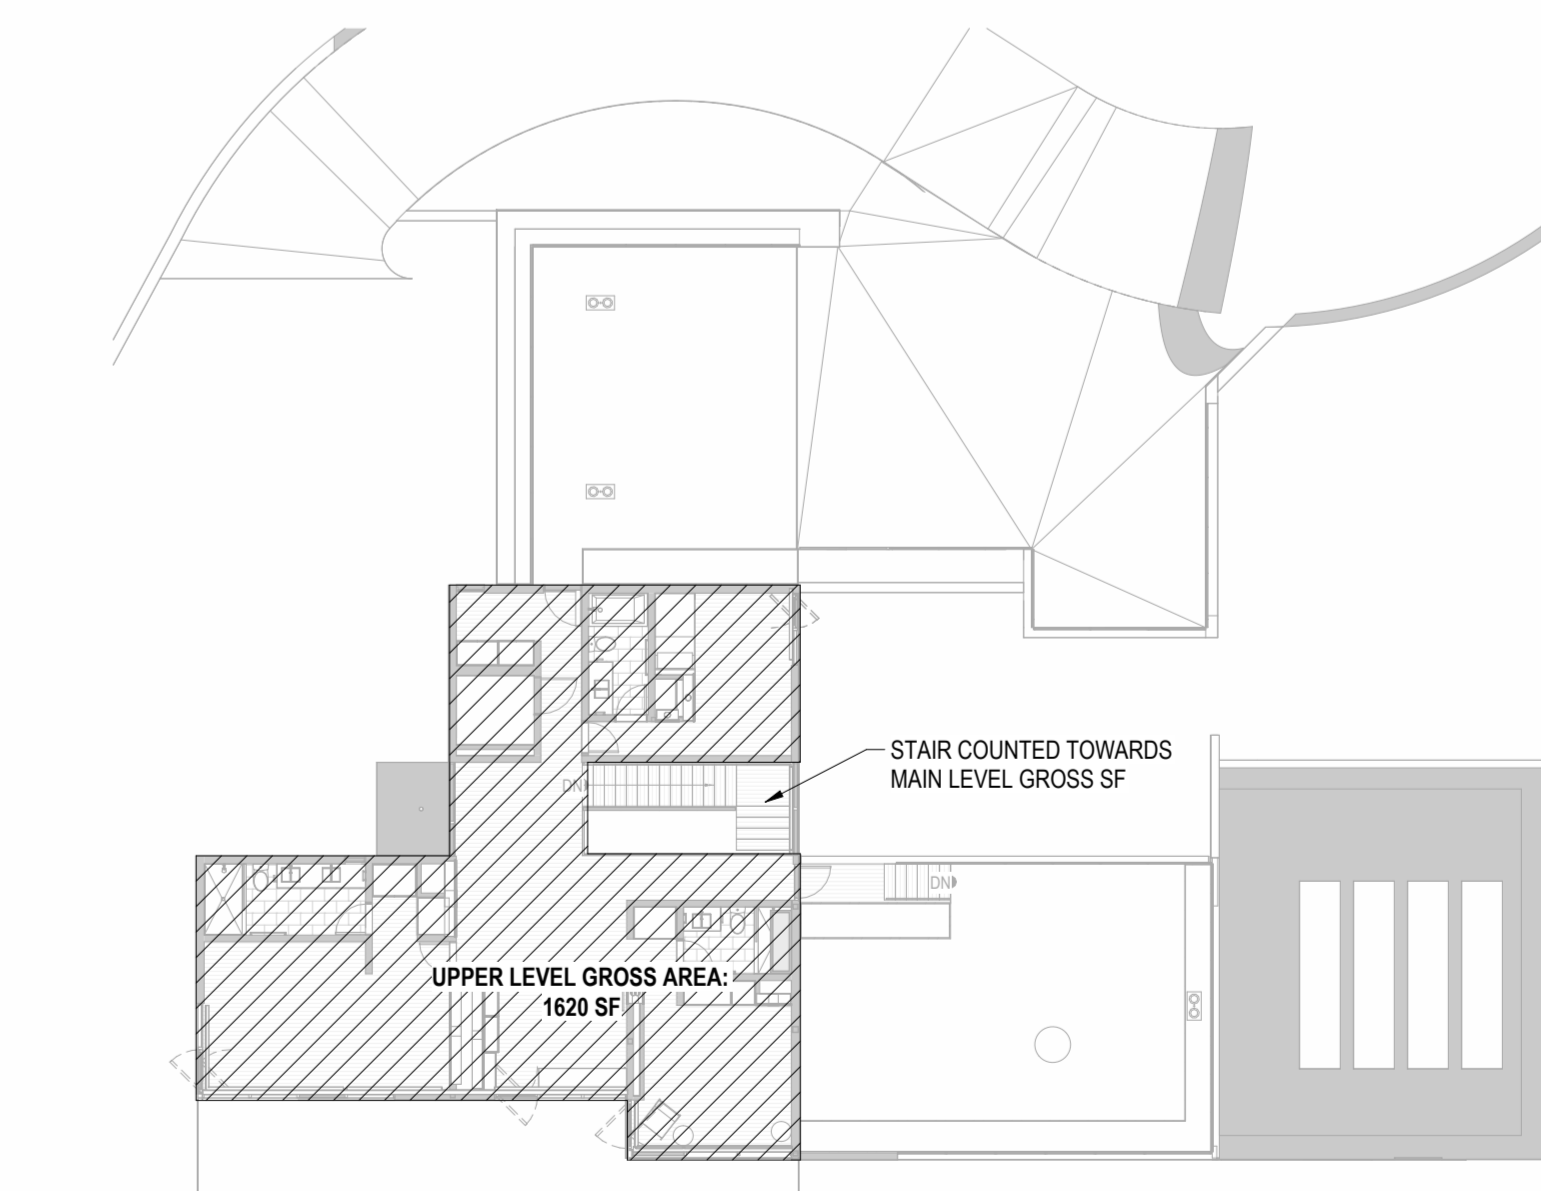 STAIR COUNTED TOWARDS
MAIN LEVEL GROSS SF
DN
DN
UPPER LEVEL GROSS AREA:
1620 SF